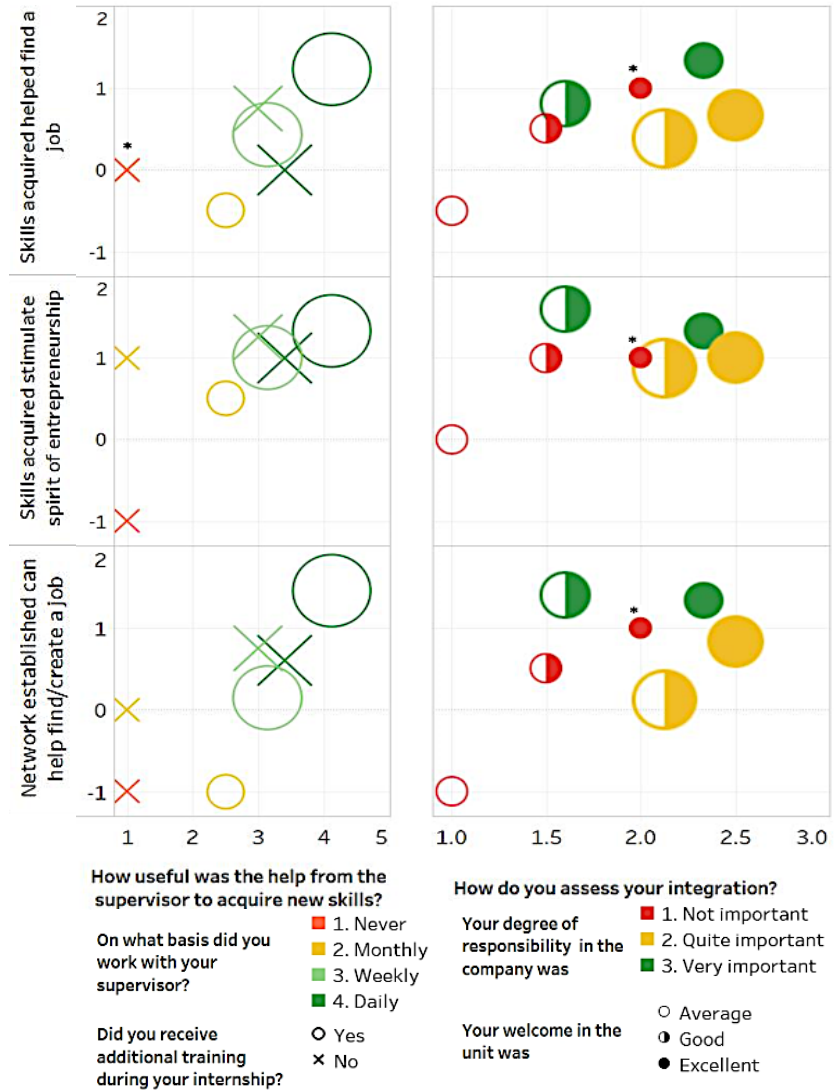 Skills acquired helped find a
job
2
1
0
-1
*
*
Skills acquired stimulate
spirit of entrepreneurship
2
1
0
-1
*
Network established can
help find/create a job
2
1
0
-1
*
1 2 3 4 5
1.0 1.5 2.0 2.5 3.0
How useful was the help from the
supervisor to acquire new skills?
On what basis did you
work with your
supervisor?
1. Never
2. Monthly
3. Weekly
4. Daily
Did you receive
additional training
during your internship?
Yes
No
How do you assess your integration?
Your degree of
responsibility in the
company was
1. Not important
2. Quite important
3. Very important
Your welcome in the
unit was
Average
Good
Excellent